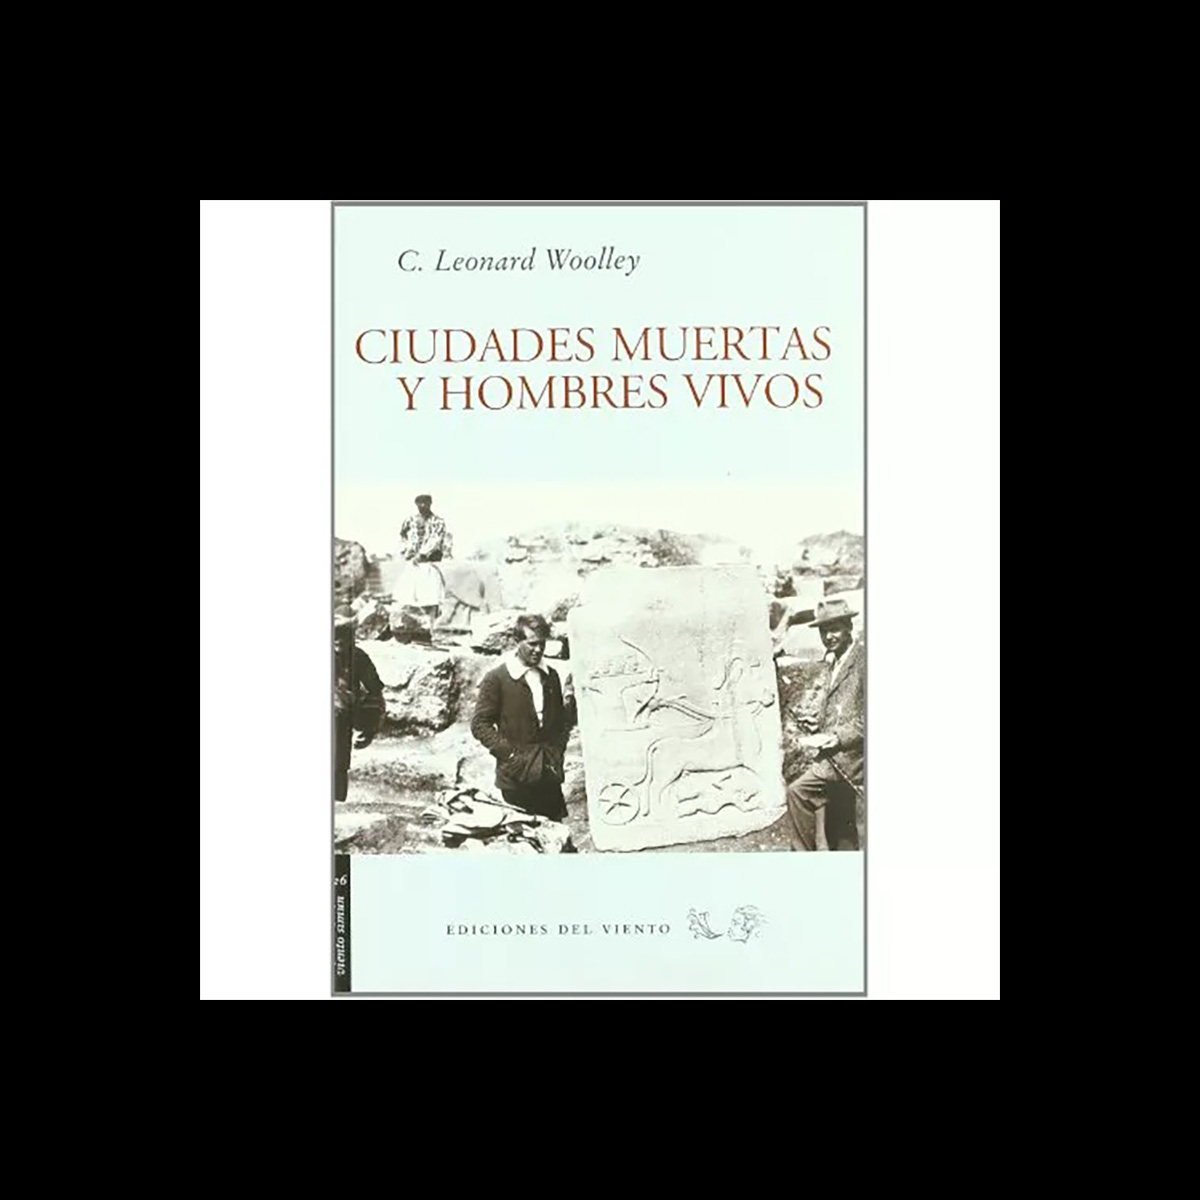 C. Leonard Woolley
CIUDADES MUERTAS
Y HOMBRES VIVOS
26
viento simún
EDICIONES DEL VIENTO